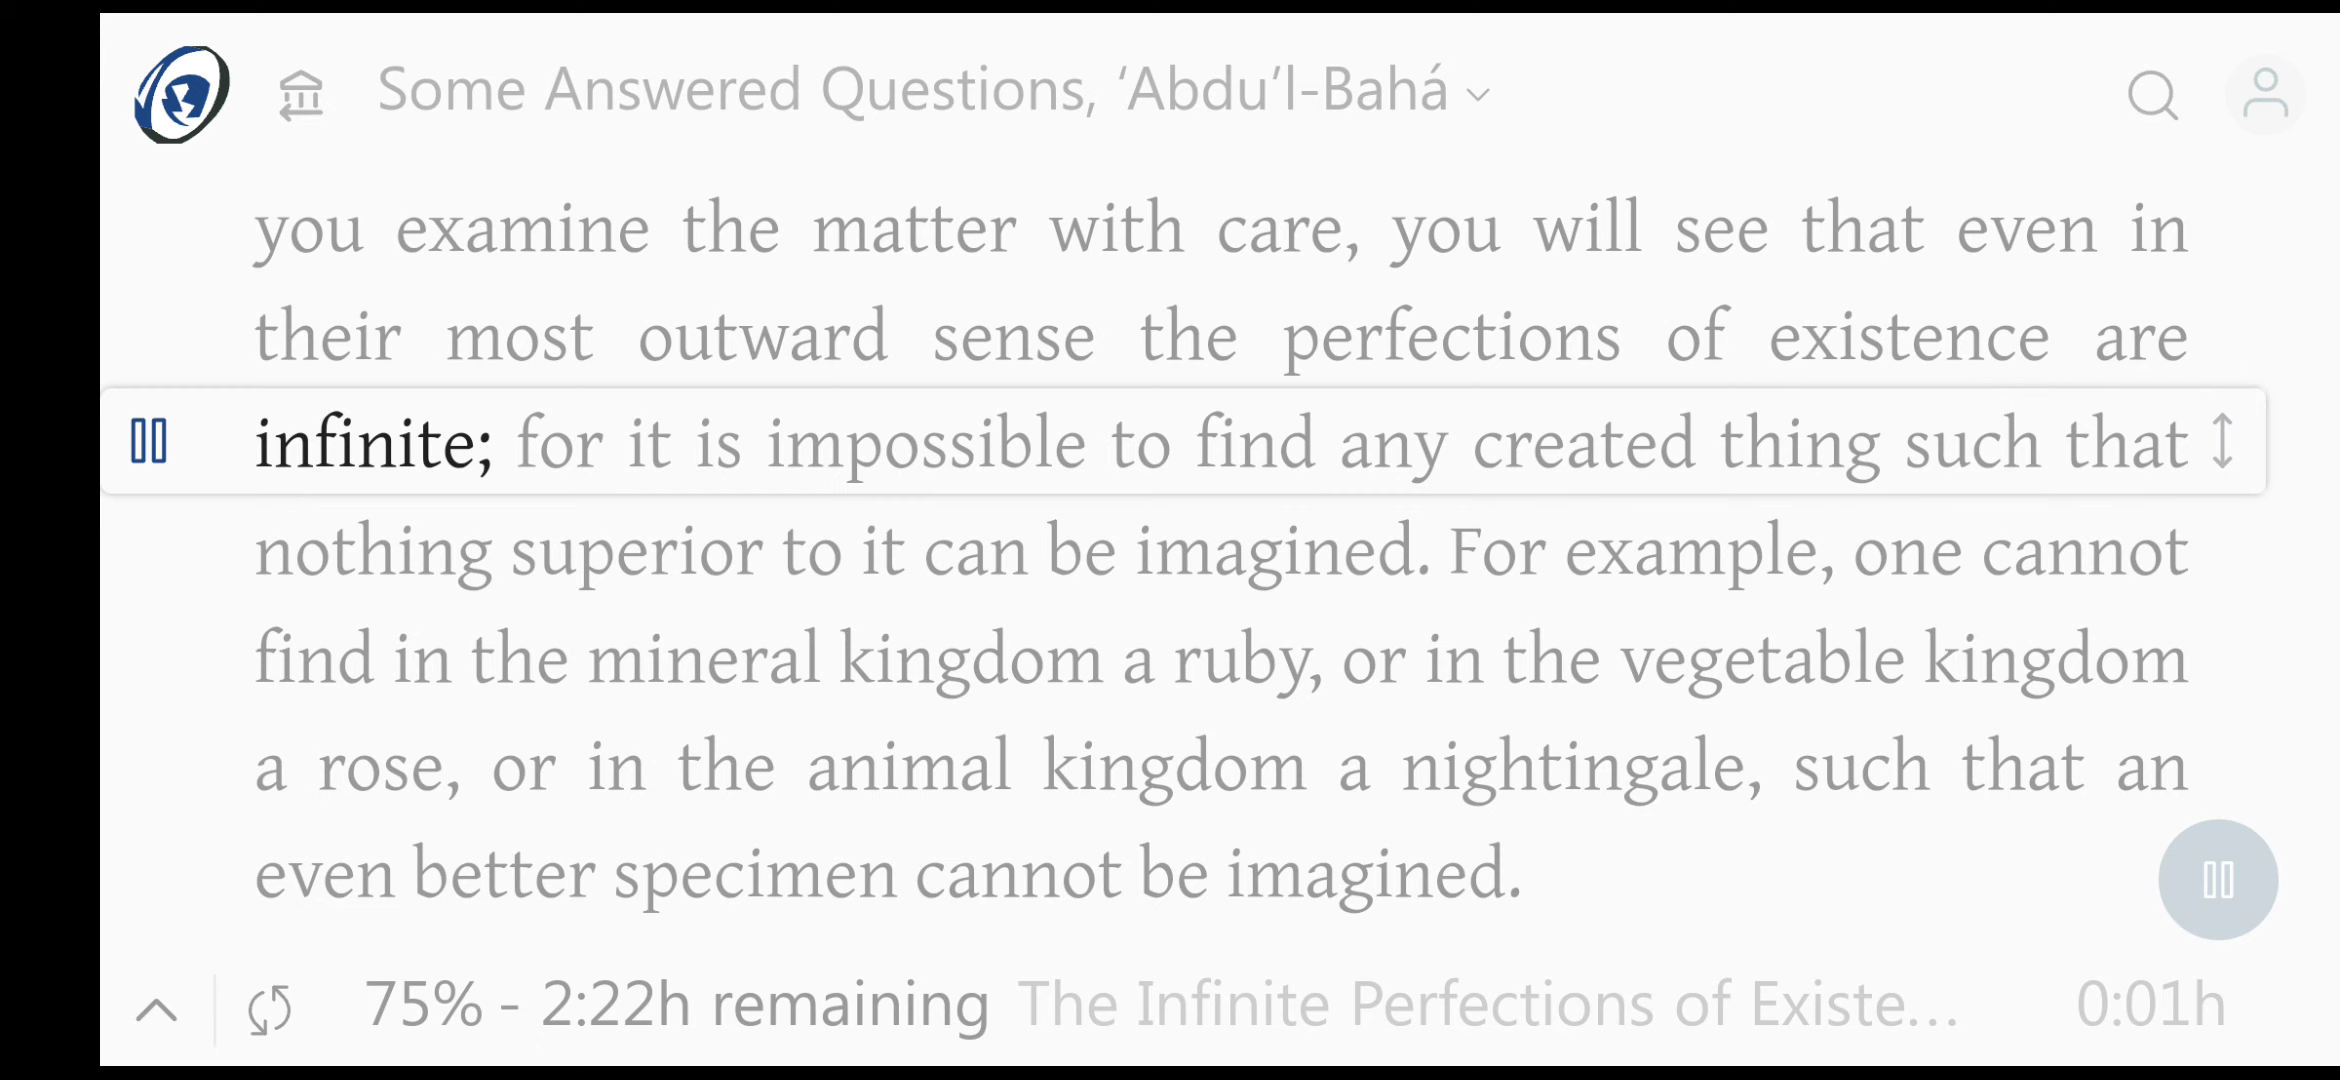 Some Answered Questions, ‘Abdu’l-Bahá
you examine the matter with care, you will see that even in
their most outward sense the perfections of existence are
infinite; for it is impossible to find any created thing such that
nothing superior to it can be imagined. For example, one cannot
find in the mineral kingdom a ruby, or in the vegetable kingdom
a rose, or in the animal kingdom a nightingale, such that an
even better specimen cannot be imagined.
75% - 2:22h remaining The Infinite Perfections of Existe... 0:01h